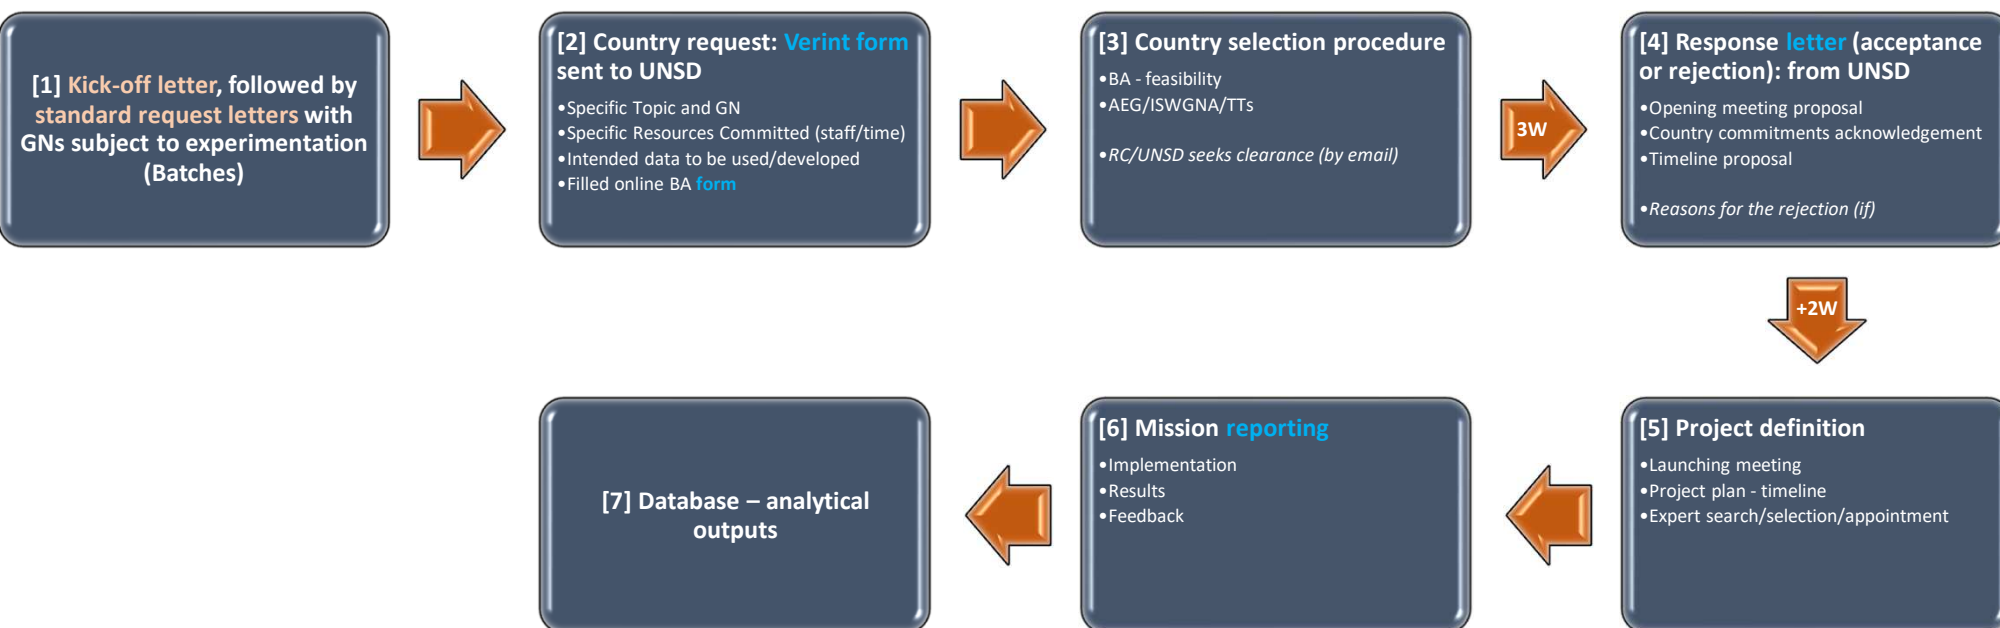 [1] Kick-off letter, followed by
standard request letters with
GNs subject to experimentation
(Batches)
[2] Country request: Verint form
sent to UNSD
•Specific Topic and GN
•Specific Resources Committed (staff/time)
•Intended data to be used/developed
•Filled online BA form
[3] Country selection procedure
•BA - feasibility
•AEG/ISWGNA/TTs
•RC/UNSD seeks clearance (by email)
3W
[4] Response letter (acceptance
or rejection): from UNSD
•Opening meeting proposal
•Country commitments acknowledgement
•Timeline proposal
•Reasons for the rejection (if)
+2W
[5] Project definition
•Launching meeting
•Project plan - timeline
•Expert search/selection/appointment
[6] Mission reporting
•Implementation
•Results
•Feedback
[7] Database – analytical
outputs